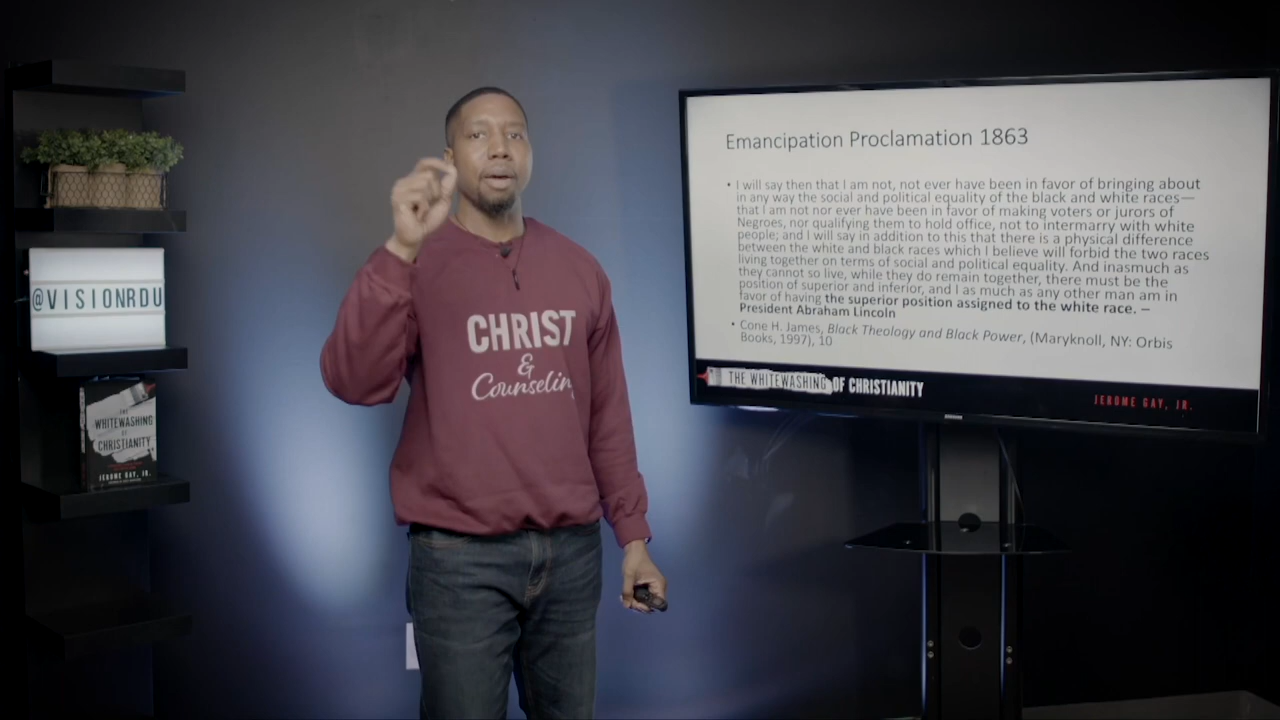 @VISIONRDU
THE
WHITEWASHING
OF
CHRISTIANITY
JEROME GAY, JR.
CHRIST
&
Counselin
Emancipation Proclamation 1863
• I will say then that I am not, not ever have been in favor of bringing about
in any way the social and political equality of the black and white races—
that I am not nor ever have been in favor of making voters or jurors of
Negroes, nor qualifying them to hold office, not to intermarry with white
people; and I will say in addition to this that there is a physical difference
between the white and black races which I believe will forbid the two races
living together on terms of social and political equality. And inasmuch as
they cannot so live, while they do remain together, there must be the
position of superior and inferior, and I as much as any other man am in
favor of having the superior position assigned to the white race. –
President Abraham Lincoln
• Cone H. James, Black Theology and Black Power, (Maryknoll, NY: Orbis
Books, 1997), 10
THE WHITEWASHING OF CHRISTIANITY
JEROME GAY, JR.